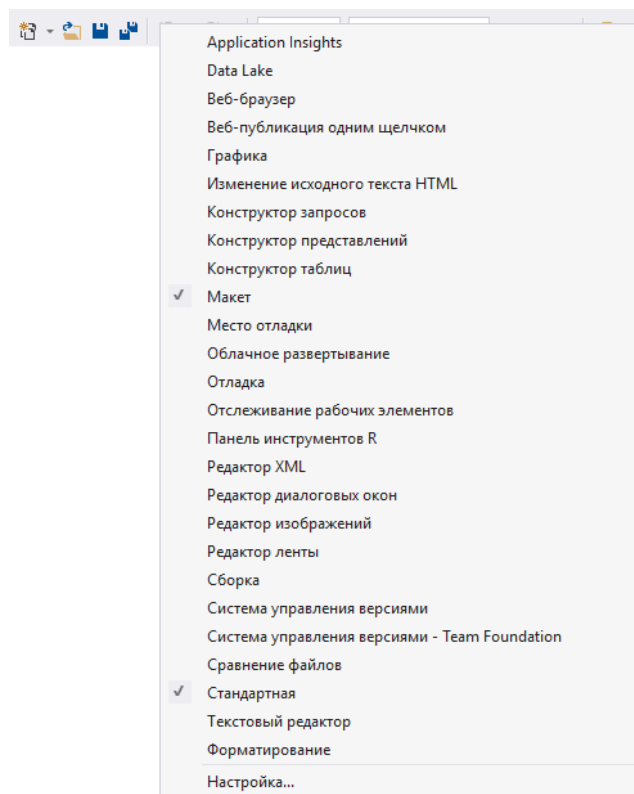 Application Insights
Data Lake
Веб-браузер
Веб-публикация одним щелчком
Графика
Изменение исходного текста HTML
Конструктор запросов
Конструктор представлений
Конструктор таблиц
Макет
Место отладки
Облачное развертывание
Отладка
Отслеживание рабочих элементов
Панель инструментов R
Редактор XML
Редактор диалоговых окон
Редактор изображений
Редактор ленты
Сборка
Система управления версиями
Система управления версиями - Team Foundation
Сравнение файлов
Стандартная
Текстовый редактор
Форматирование
Настройка...